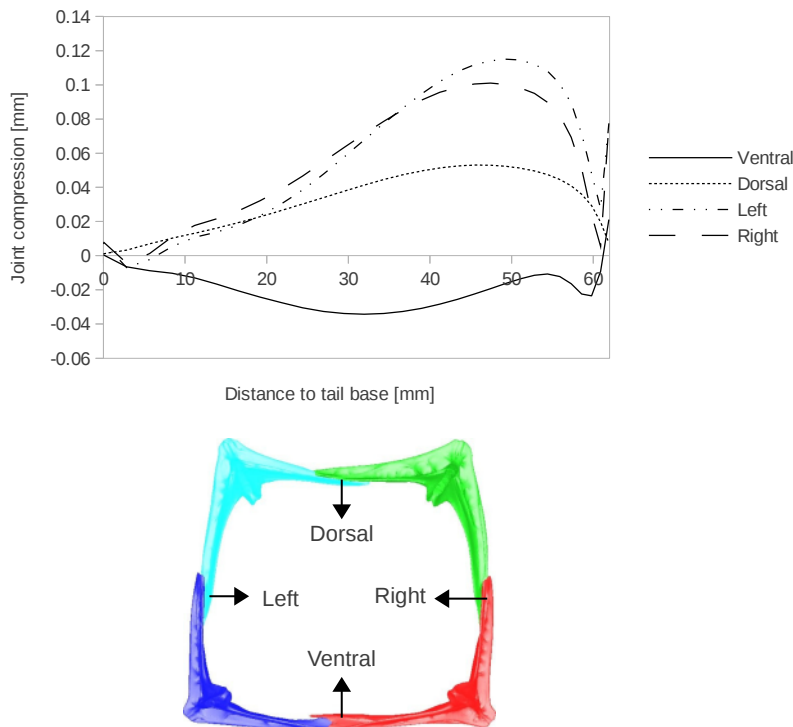 0.14
0.12
0.1
0.08
0.06
0.04
0.02
0
-0.02
-0.04
-0.06
Joint compression [mm]
0 10 20 30 40 50 60
Distance to tail base [mm]
Ventral
Dorsal
Left
Right
Dorsal
Left
Right
Ventral